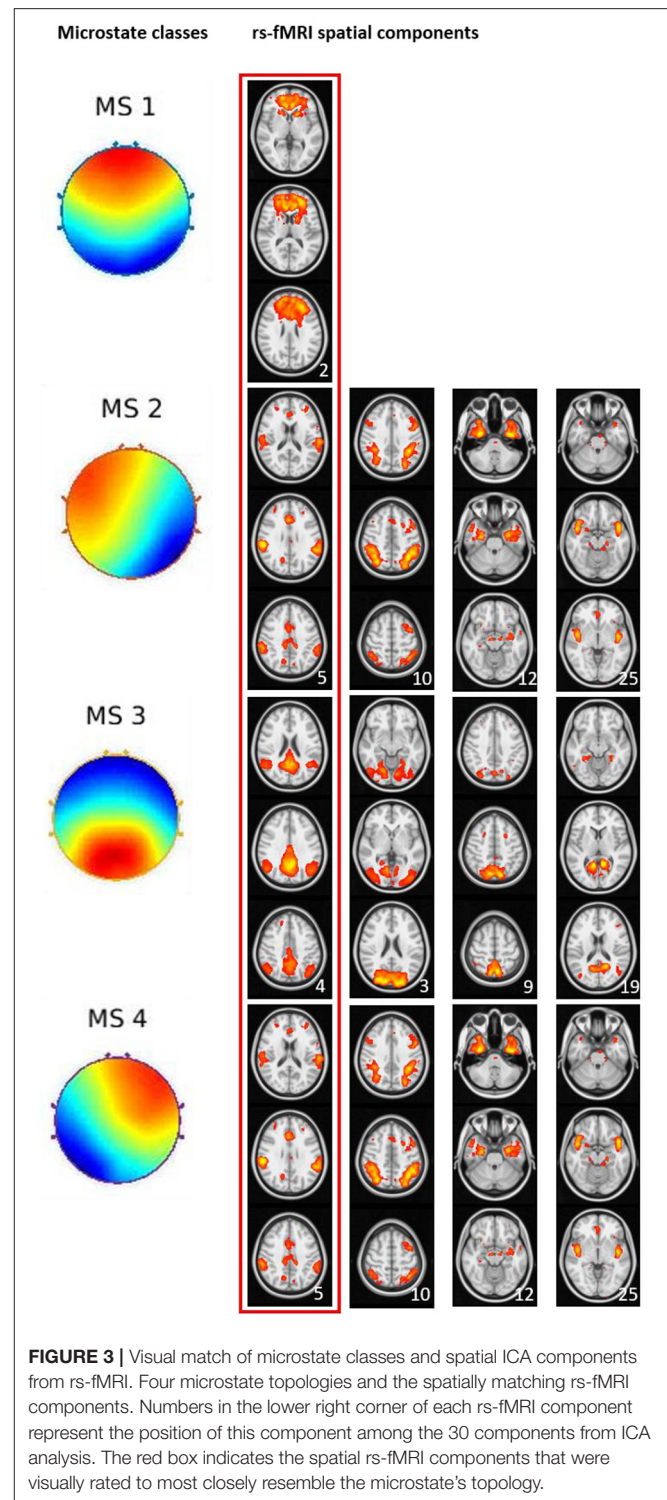 Microstate classes rs-fMRI spatial components
MS 1
2
MS 2
5 10 12 25
MS 3
4 3 9 19
MS 4
5 10 12 25
FIGURE 3 | Visual match of microstate classes and spatial ICA components
from rs-fMRI. Four microstate topologies and the spatially matching rs-fMRI
components. Numbers in the lower right corner of each rs-fMRI component
represent the position of this component among the 30 components from ICA
analysis. The red box indicates the spatial rs-fMRI components that were
visually rated to most closely resemble the microstate's topology.